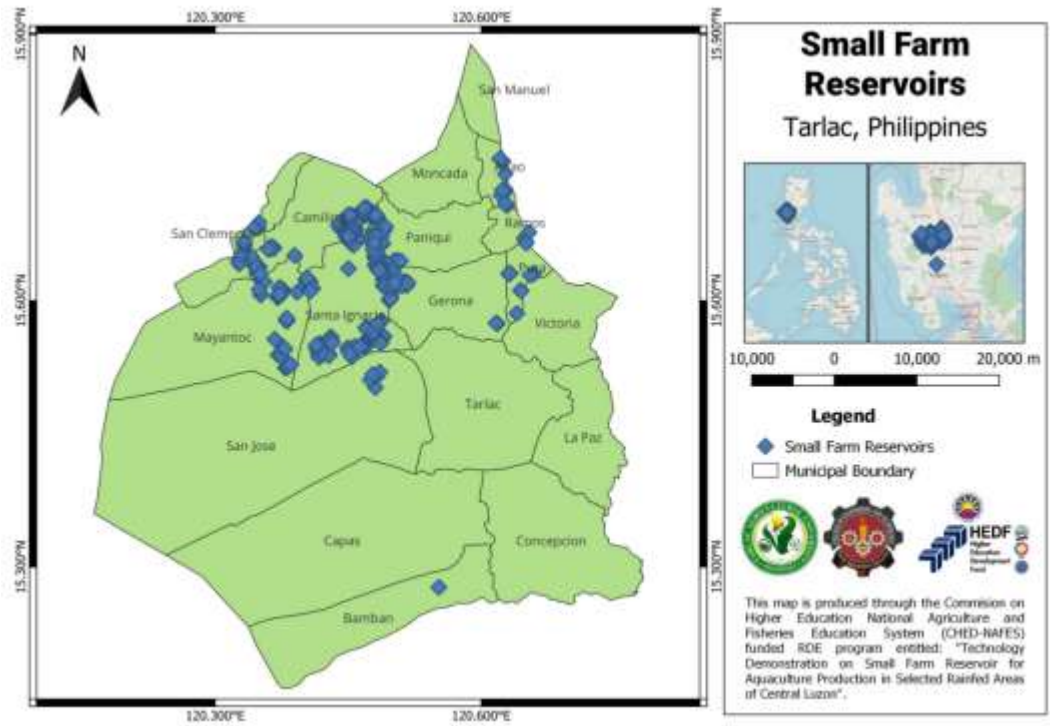 120.300°E
120.600°E
15.900°N
15.900°N
N
San Manuel
Moncada
Camiling
San Clemente
Paniqui
Ramos
Pura
Gerona
Santa Ignacia
Mayantoc
Victoria
Tarlac
La Paz
San Jose
Capas
Concepcion
Bamban
15.600°N
15.600°N
15.300°N
15.300°N
120.300°E
120.600°E
Small Farm
Reservoirs
Tarlac, Philippines
10,000 0 10,000 20,000 m
Legend
Small Farm Reservoirs
Municipal Boundary
HEDF
Higher
Education
Development
Fund
This map is produced through the Commision on
Higher Education National Agriculture and
Fisheries Education System (CHED-NAFES)
funded RDE program entitled: "Technology
Demonstration on Small Farm Reservoir for
Aquaculture Production in Selected Rainfed Areas
of Central Luzon".